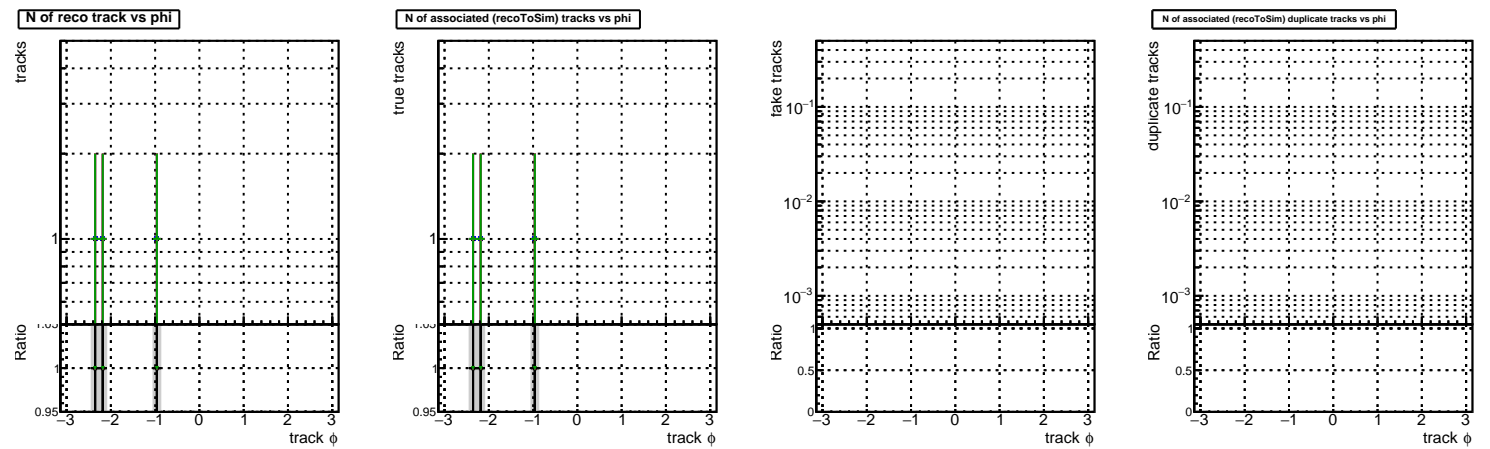 N of reco track vs phi
tracks
1
Ratio
1.05
1
0.95
−3 −2 −1 0 1 2 3
track ϕ
N of associated (recoToSim) tracks vs phi
true tracks
1
Ratio
1.05
1
0.95
−3 −2 −1 0 1 2 3
track ϕ
fake tracks
10−1
10−2
10−3
Ratio
1
0.5
0
−3 −2 −1 0 1 2 3
track ϕ
N of associated (recoToSim) duplicate tracks vs phi
duplicate tracks
10−1
10−2
10−3
Ratio
1
0.5
0
−3 −2 −1 0 1 2 3
track ϕ